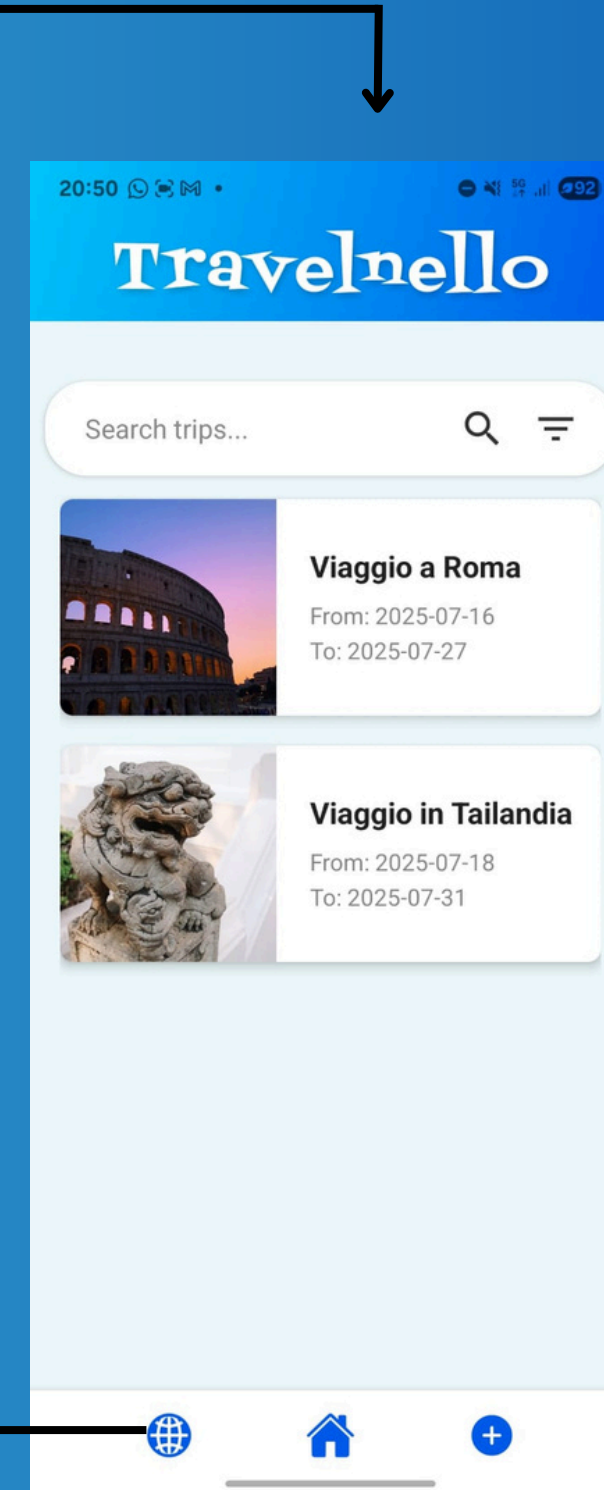 20:50
5G
92
Travelnello
Search trips...
Viaggio a Roma
From: 2025-07-16
To: 2025-07-27
Viaggio in Tailandia
From: 2025-07-18
To: 2025-07-31